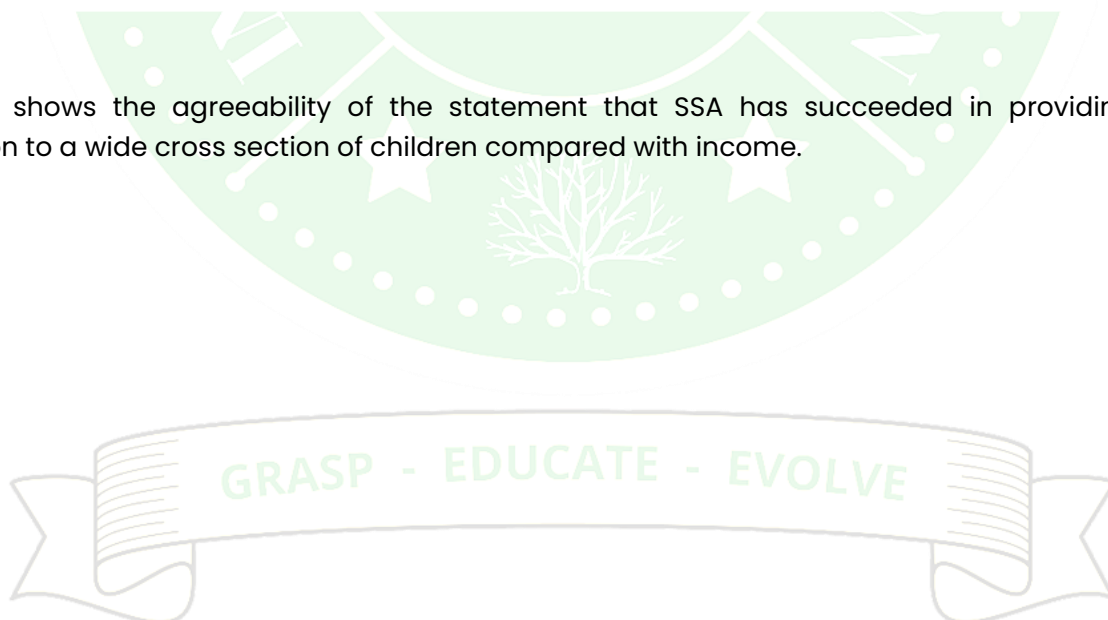 shows the agreeability of the statement that SSA has succeeded in
to a wide cross section of children compared with income.
GRASP - EDUCATE - EVOLVE